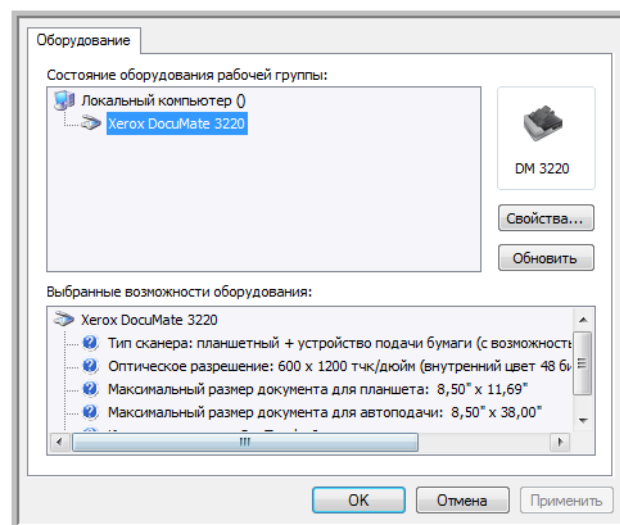 Оборудование
Состояние оборудования рабочей группы:
Локальный компьютер ()
Xerox DocuMate 3220
DM 3220
Свойства...
Обновить
Выбранные возможности оборудования:
Xerox DocuMate 3220
Тип сканера: планшетный + устройство подачи бумаги (с возможность
Оптическое разрешение: 600 x 1200 тчк/дюйм (внутренний цвет 48 би
Максимальный размер документа для планшета: 8,50" x 11,69"
Максимальный размер документа для автоподачи: 8,50" x 38,00"
OK
Отмена
Применить